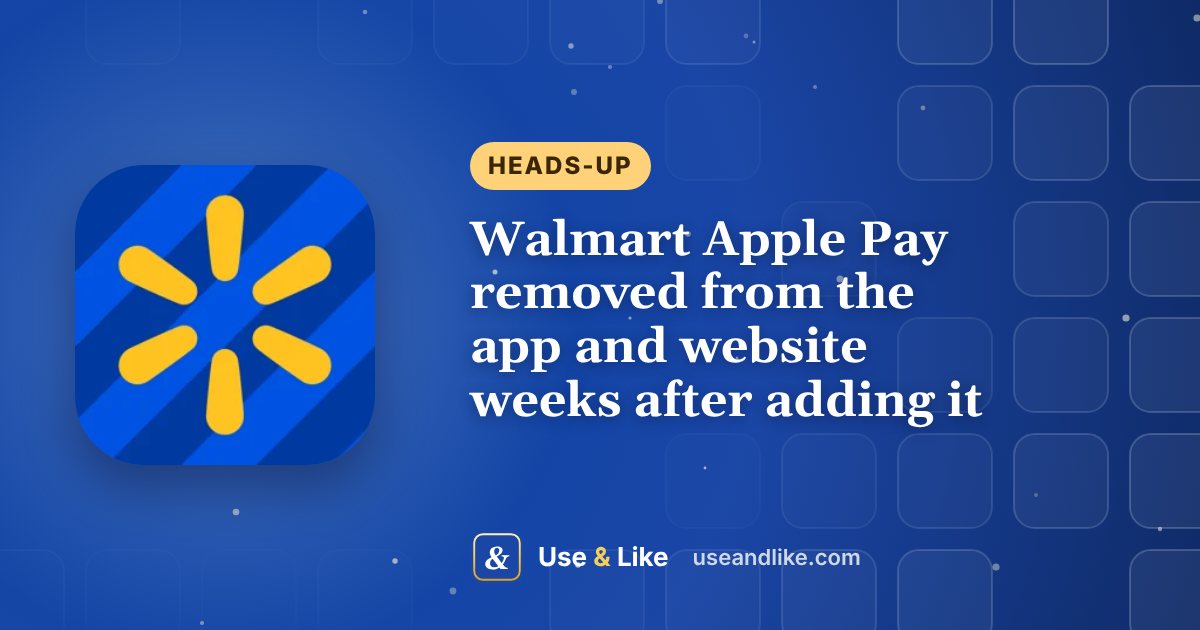 HEADS-UP
Walmart Apple Pay
removed from the
app and website
weeks after adding it
& Use & Like useandlike.com